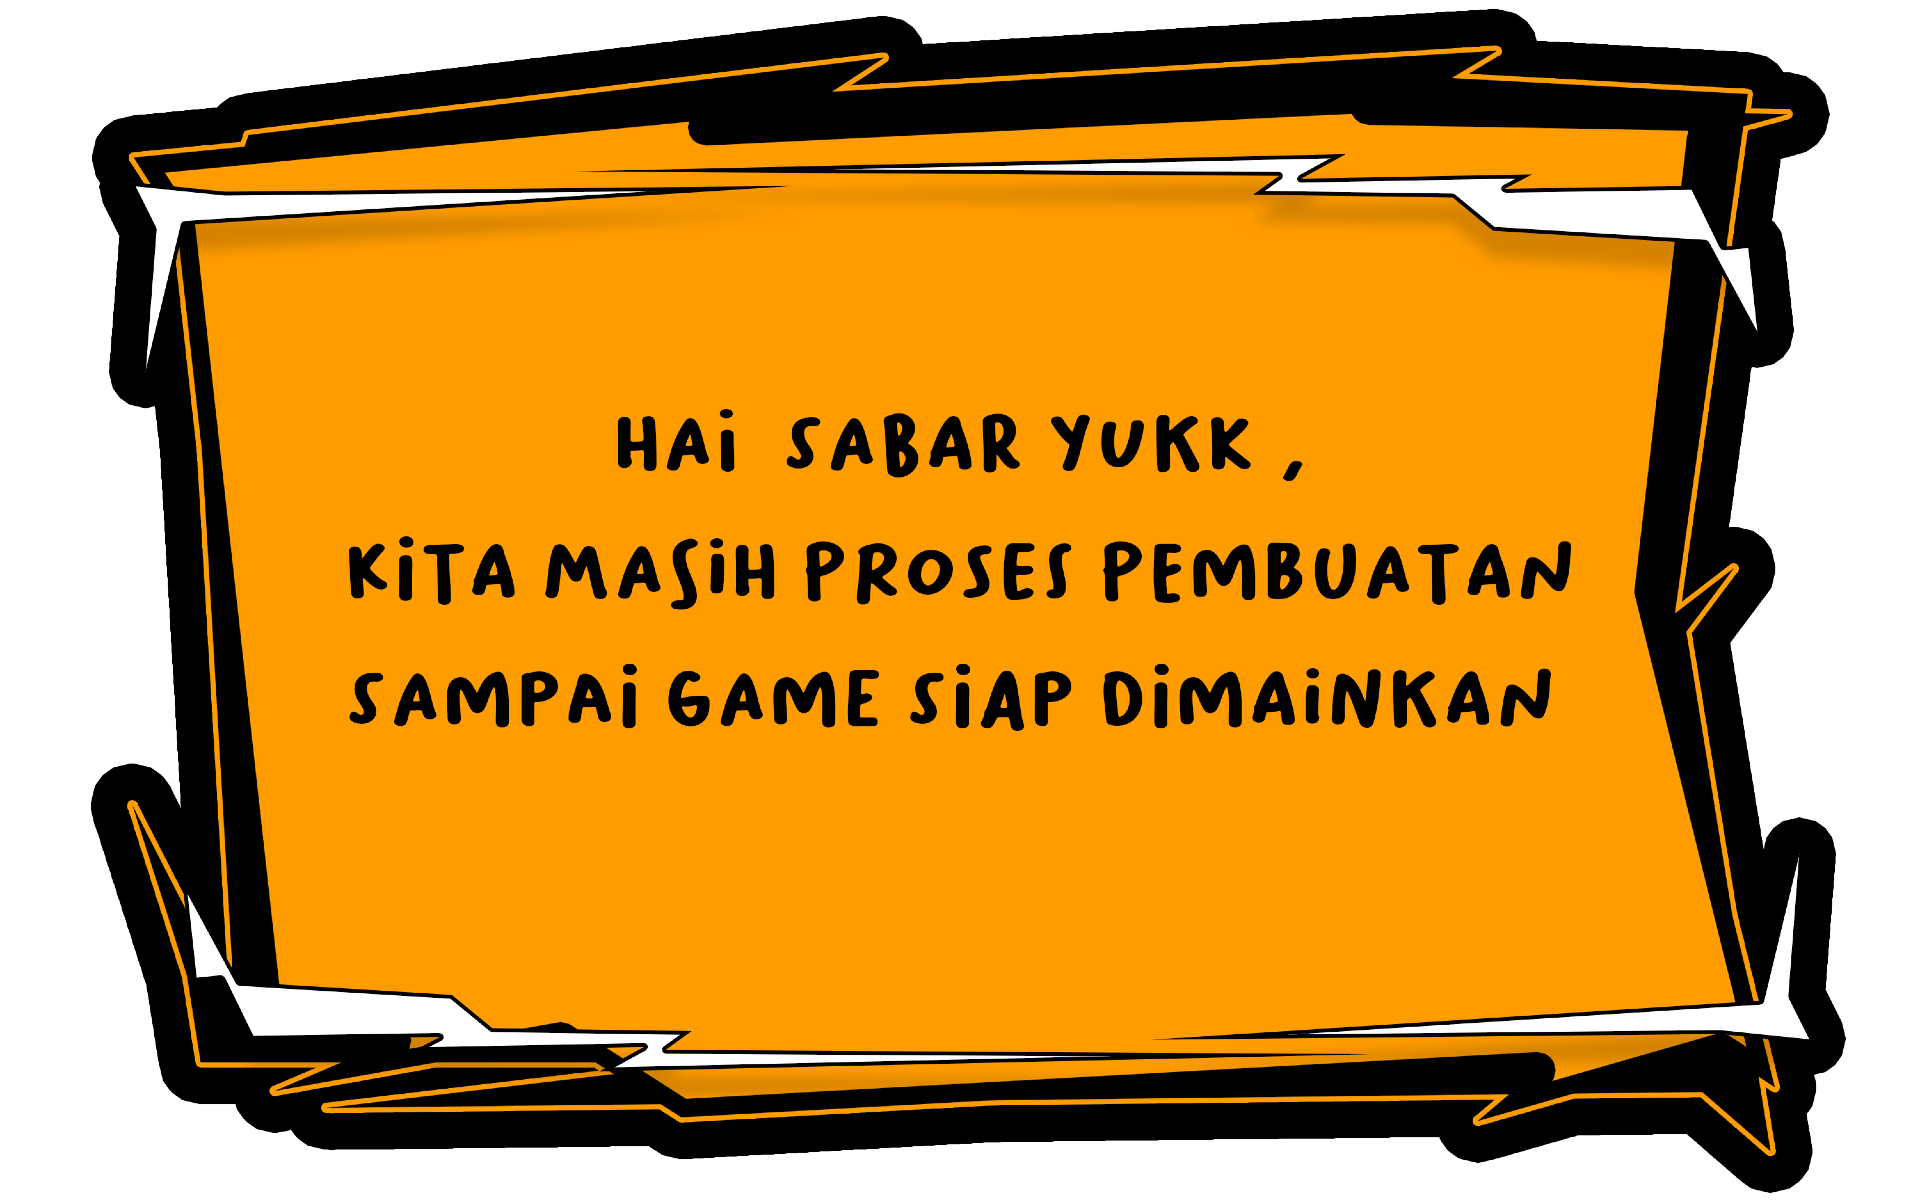 HAI SABAR YUKK ,
KITA MASIH PROSES PEMBUATAN
SAMPAI GAME SIAP DIMAINKAN